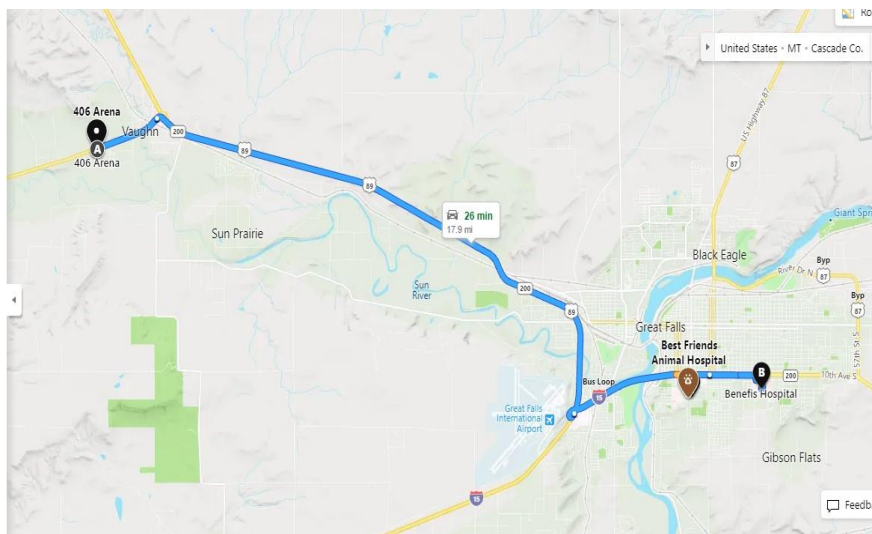 Ro
United States • MT • Cascade Co.
406 Arena
Vaughn
200
A
406 Arena
89
US Highway 87
87
89
26 min
17.9 mi
Giant Spri
Sun Prairie
Black Eagle
Byp
River Dr N
87
Sun
River
200
89
Byp
87
Great Falls
57th St S
Best Friends
Animal Hospital
Bus Loop
B
200
10th Ave S
15
Benefis Hospital
Great Falls
International
Airport
Gibson Flats
15
Feedba